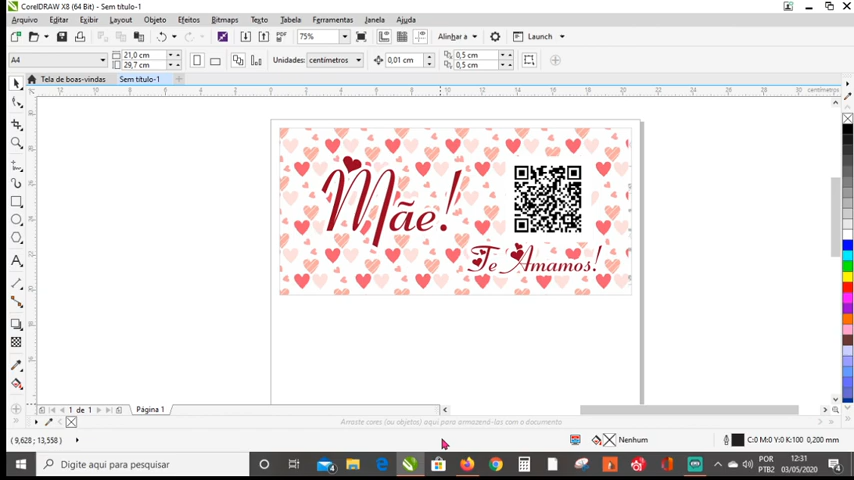 CorelDRAW X8 (64 Bit) - Sem título-1
Arquivo Editar Exibir Layout Objeto Efeitos Bitmaps Texto Tabela Ferramentas Janela Ajuda
PDF 75% Alinhar a Launch
A4 21,0 cm 29,7 cm Unidades: centímetros 0,01 cm 0,5 cm 0,5 cm
Tela de boas-vindas Sem título-1
centímetros
Mãe!
Te Amamos!
1 de 1 Página 1
Arraste cores (ou objetos) aqui para armazená-las com o documento
( 9,628; 13,558 ) Nenhum C:0 M:0 Y:0 K:100 0,200 mm
Digite aqui para pesquisar
POR
PTB2
12:31
03/05/2020